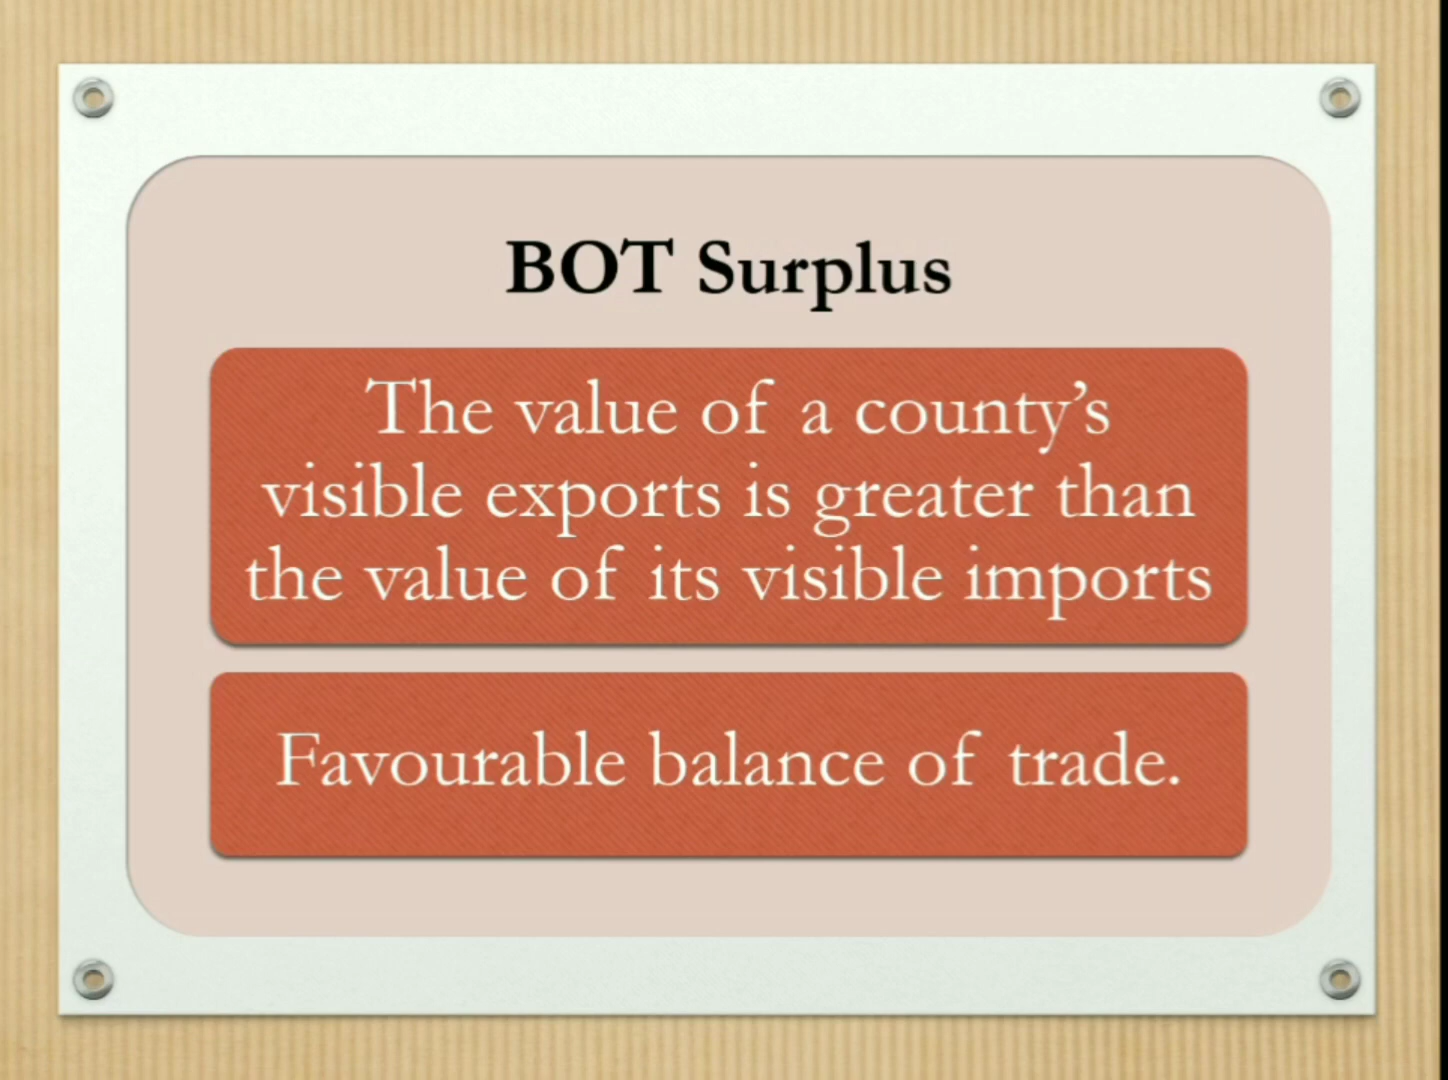 BOT Surplus
The value of a county’s
visible exports is greater than
the value of its visible imports
Favourable balance of trade.